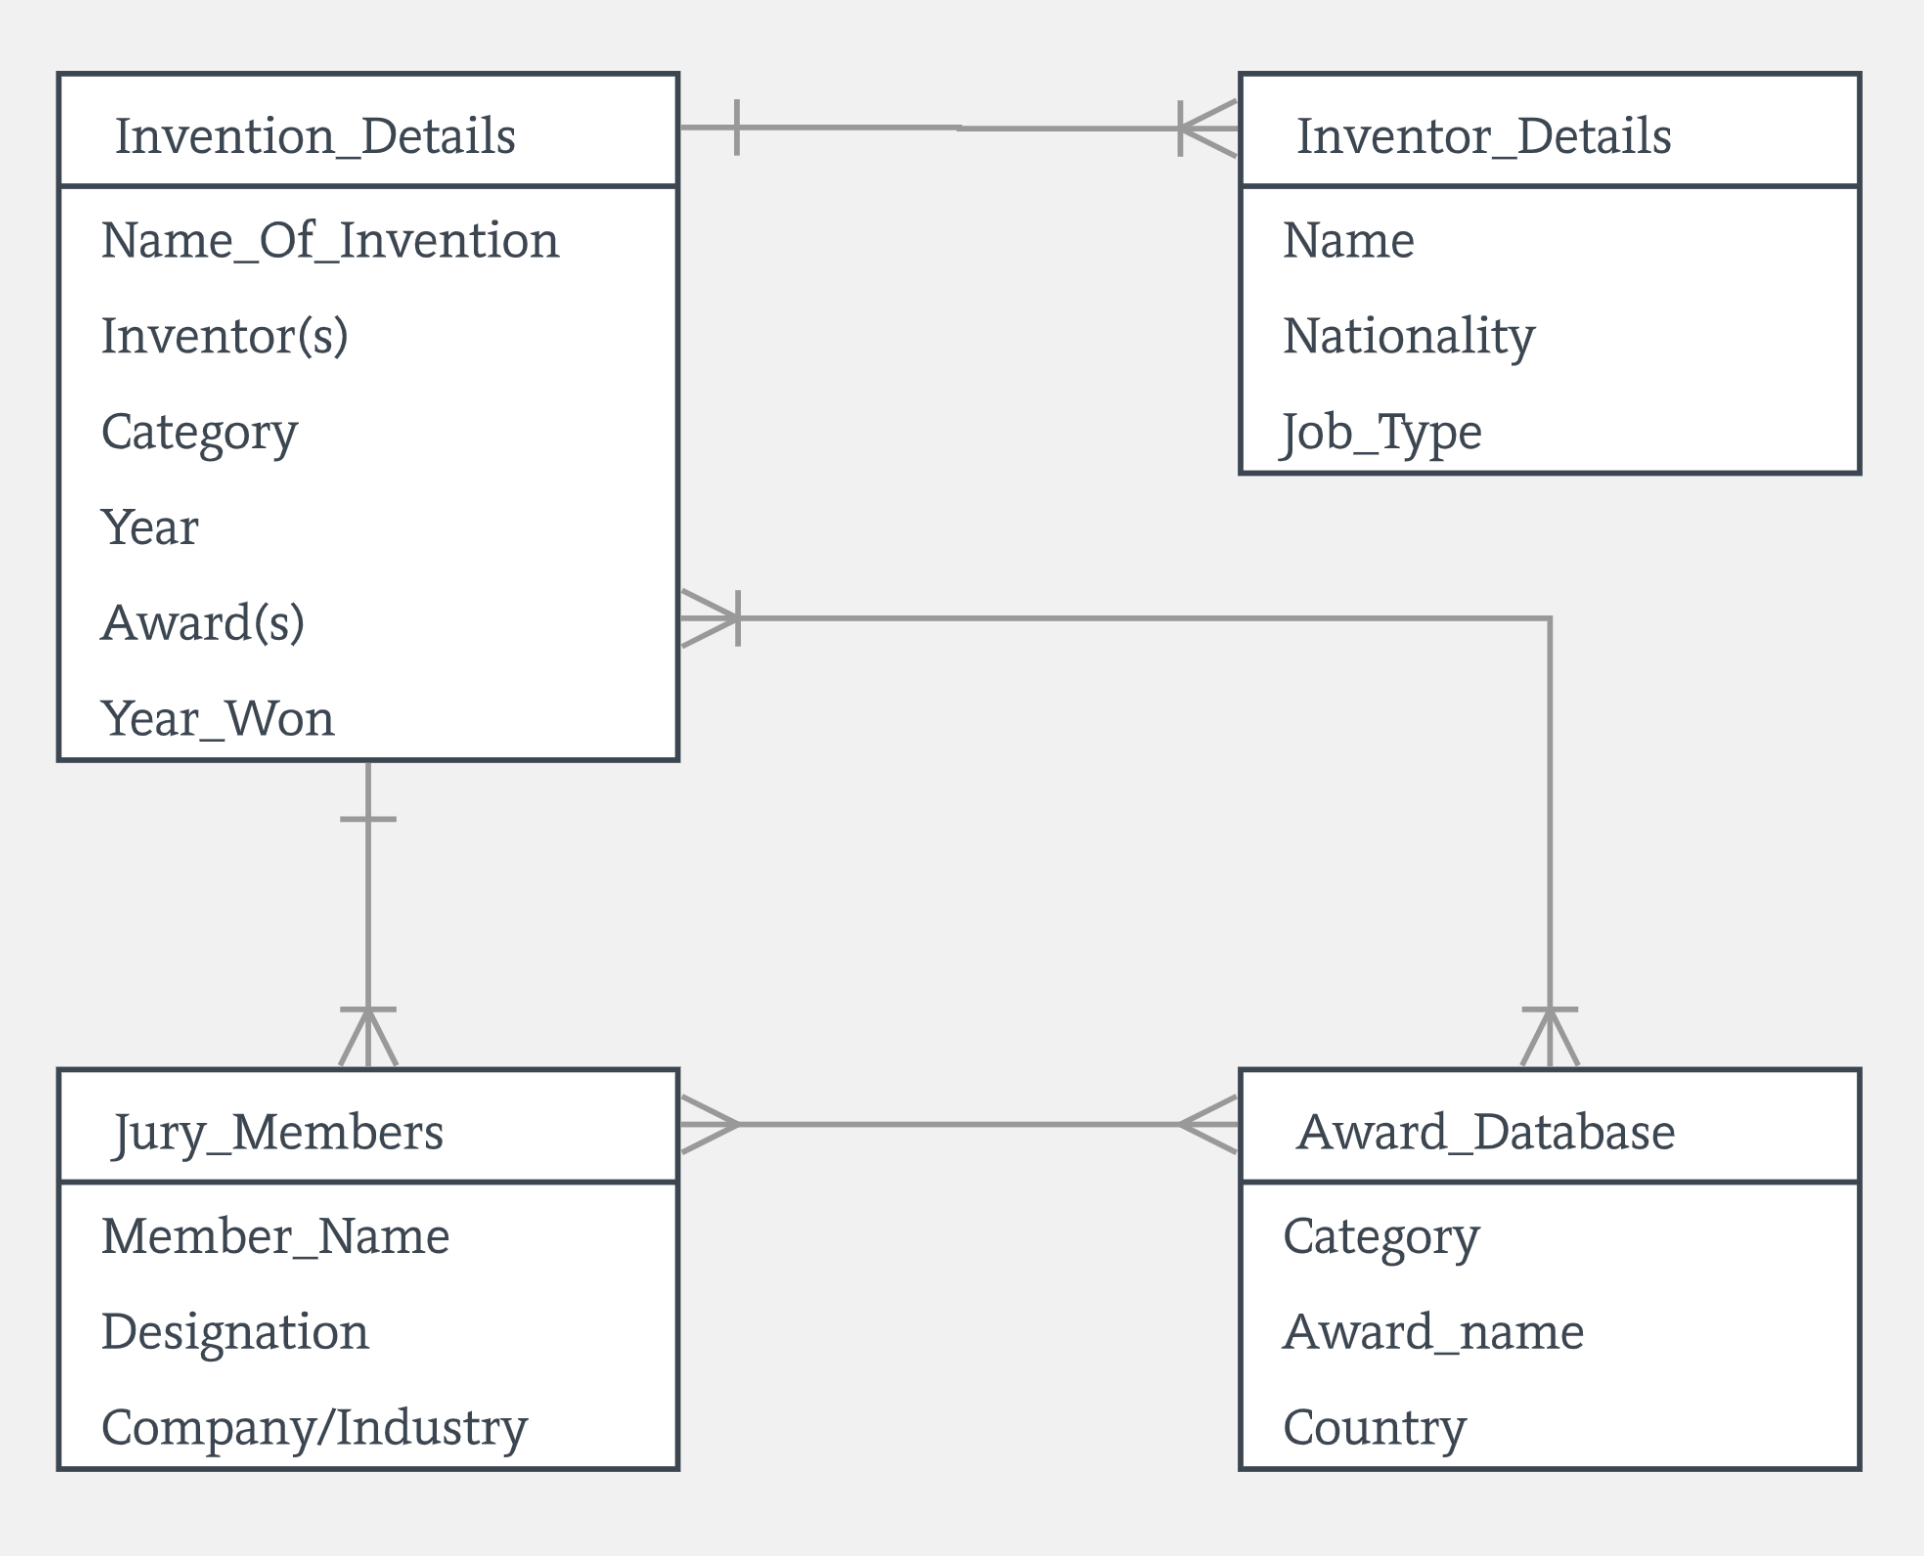 Invention_Details
Name_Of_Invention
Inventor(s)
Category
Year
Award(s)
Year_Won
Inventor_Details
Name
Nationality
Job_Type
Jury_Members
Member_Name
Designation
Company/Industry
Award_Database
Category
Award_name
Country